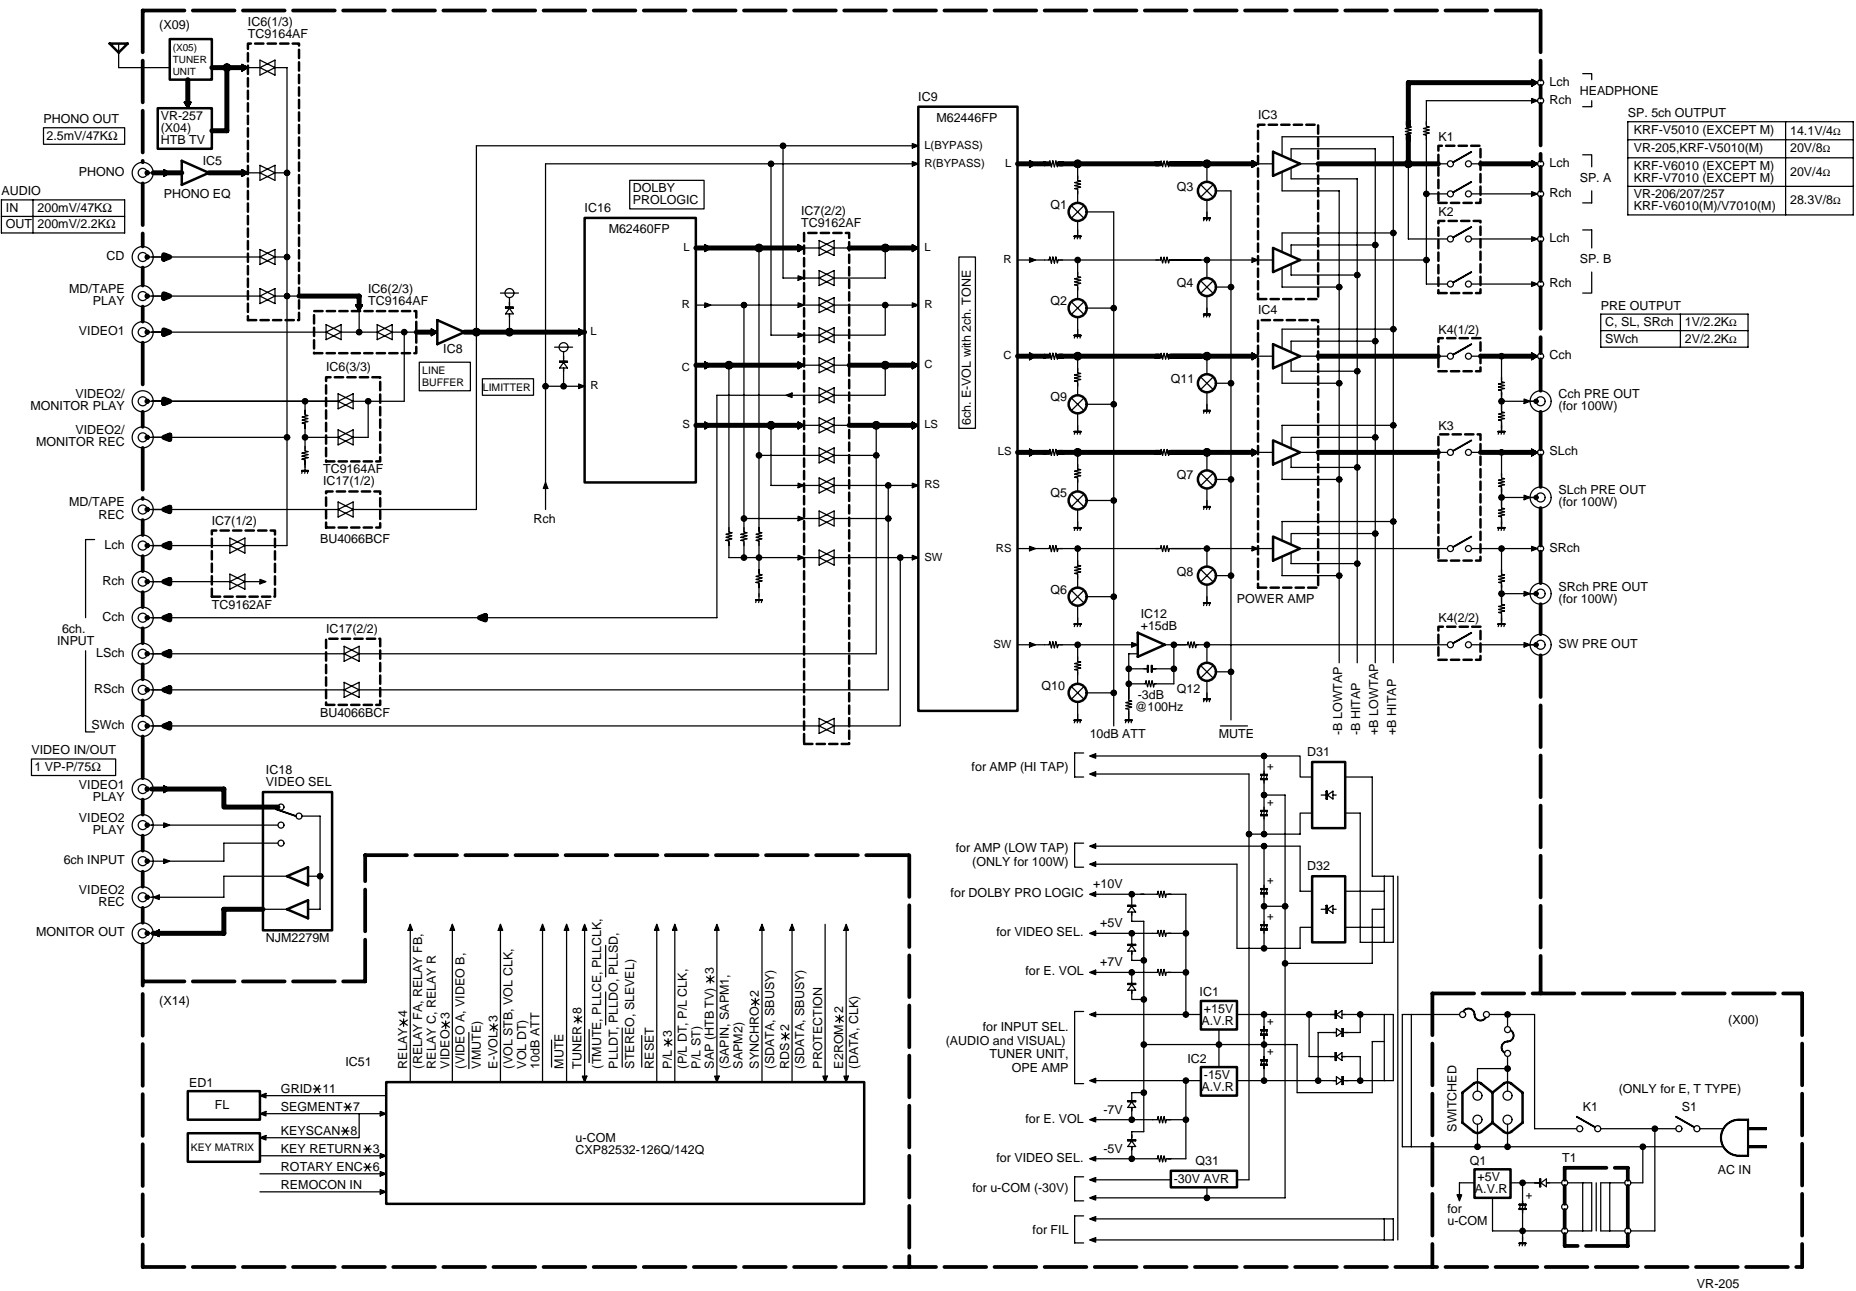 (X09)
IC6(1/3)
TC9164AF
(X05)
TUNER
UNIT
VR-257
(X04)
HTB TV
PHONO OUT
2.5mV/47KΩ
PHONO
IC5
PHONO EQ
AUDIO
IN 200mV/47KΩ
OUT 200mV/2.2KΩ
CD
MD/TAPE
PLAY
VIDEO1
IC6(2/3)
TC9164AF
IC8
LINE
BUFFER
LIMITTER
VIDEO2/
MONITOR PLAY
VIDEO2/
MONITOR REC
IC6(3/3)
TC9164AF
IC17(1/2)
BU4066BCF
MD/TAPE
REC
IC7(1/2)
TC9162AF
6ch.
INPUT
Lch
Rch
Cch
LSch
RSch
SWch
IC17(2/2)
BU4066BCF
Rch
DOLBY
PROLOGIC
IC16
M62460FP
L
R
L
R
C
S
IC7(2/2)
TC9162AF
IC9
M62446FP
L(BYPASS)
R(BYPASS)
L
R
C
LS
RS
SW
6ch. E-VOL with 2ch. TONE
L
R
C
LS
RS
SW
Q1
Q3
Q2
Q4
Q9
Q11
Q5
Q7
Q6
Q8
Q10
Q12
IC12
+15dB
-3dB
@100Hz
10dB ATT
MUTE
IC3
IC4
POWER AMP
-B LOWTAP
-B HITAP
+B LOWTAP
+B HITAP
K1
K2
K4(1/2)
K3
K4(2/2)
Lch
Rch
HEADPHONE
Lch
Rch
SP. A
Lch
Rch
SP. B
SP. 5ch OUTPUT
KRF-V5010 (EXCEPT M) 14.1V/4Ω
VR-205,KRF-V5010(M) 20V/8Ω
KRF-V6010 (EXCEPT M)
KRF-V7010 (EXCEPT M) 20V/4Ω
VR-206/207/257
KRF-V6010(M)/V7010(M) 28.3V/8Ω
PRE OUTPUT
C, SL, SRch 1V/2.2KΩ
SWch 2V/2.2KΩ
Cch
Cch PRE OUT
(for 100W)
SLch
SLch PRE OUT
(for 100W)
SRch
SRch PRE OUT
(for 100W)
SW PRE OUT
VIDEO IN/OUT
1 VP-P/75Ω
VIDEO1
PLAY
VIDEO2
PLAY
6ch INPUT
VIDEO2
REC
MONITOR OUT
IC18
VIDEO SEL
NJM2279M
(X14)
IC51
RELAY*4
(RELAY FA, RELAY FB,
RELAY C, RELAY R
VIDEO*3
(VIDEO A, VIDEO B,
VMUTE)
E-VOL*3
(VOL STB, VOL CLK,
VOL DT)
10dB ATT
MUTE
TUNER*8
(TMUTE, PLLCE, PLLCLK,
PLLDT, PLLDO, PLLSD,
STEREO, SLEVEL)
RESET
P/L *3
(P/L DT, P/L CLK,
P/L ST)
SAP (HTB TV) *3
(SAPIN, SAPM1,
SAPM2)
SYNCHRO*2
(SDATA, SBUSY)
RDS*2
(SDATA, SBUSY)
PROTECTION
E2ROM*2
(DATA, CLK)
ED1
FL
KEY MATRIX
GRID*11
SEGMENT*7
KEYSCAN*8
KEY RETURN*3
ROTARY ENC*6
REMOCON IN
u-COM
CXP82532-126Q/142Q
for AMP (HI TAP)
D31
for AMP (LOW TAP)
(ONLY for 100W)
D32
for DOLBY PRO LOGIC
+10V
for VIDEO SEL.
+5V
for E. VOL
+7V
IC1
+15V
A.V.R
for INPUT SEL.
(AUDIO and VISUAL)
TUNER UNIT,
OPE AMP
IC2
-15V
A.V.R
for E. VOL
-7V
for VIDEO SEL.
-5V
Q31
-30V AVR
for u-COM (-30V)
for FIL
(X00)
SWITCHED
(ONLY for E, T TYPE)
K1
S1
AC IN
Q1
+5V
A.V.R
T1
for
u-COM
VR-205